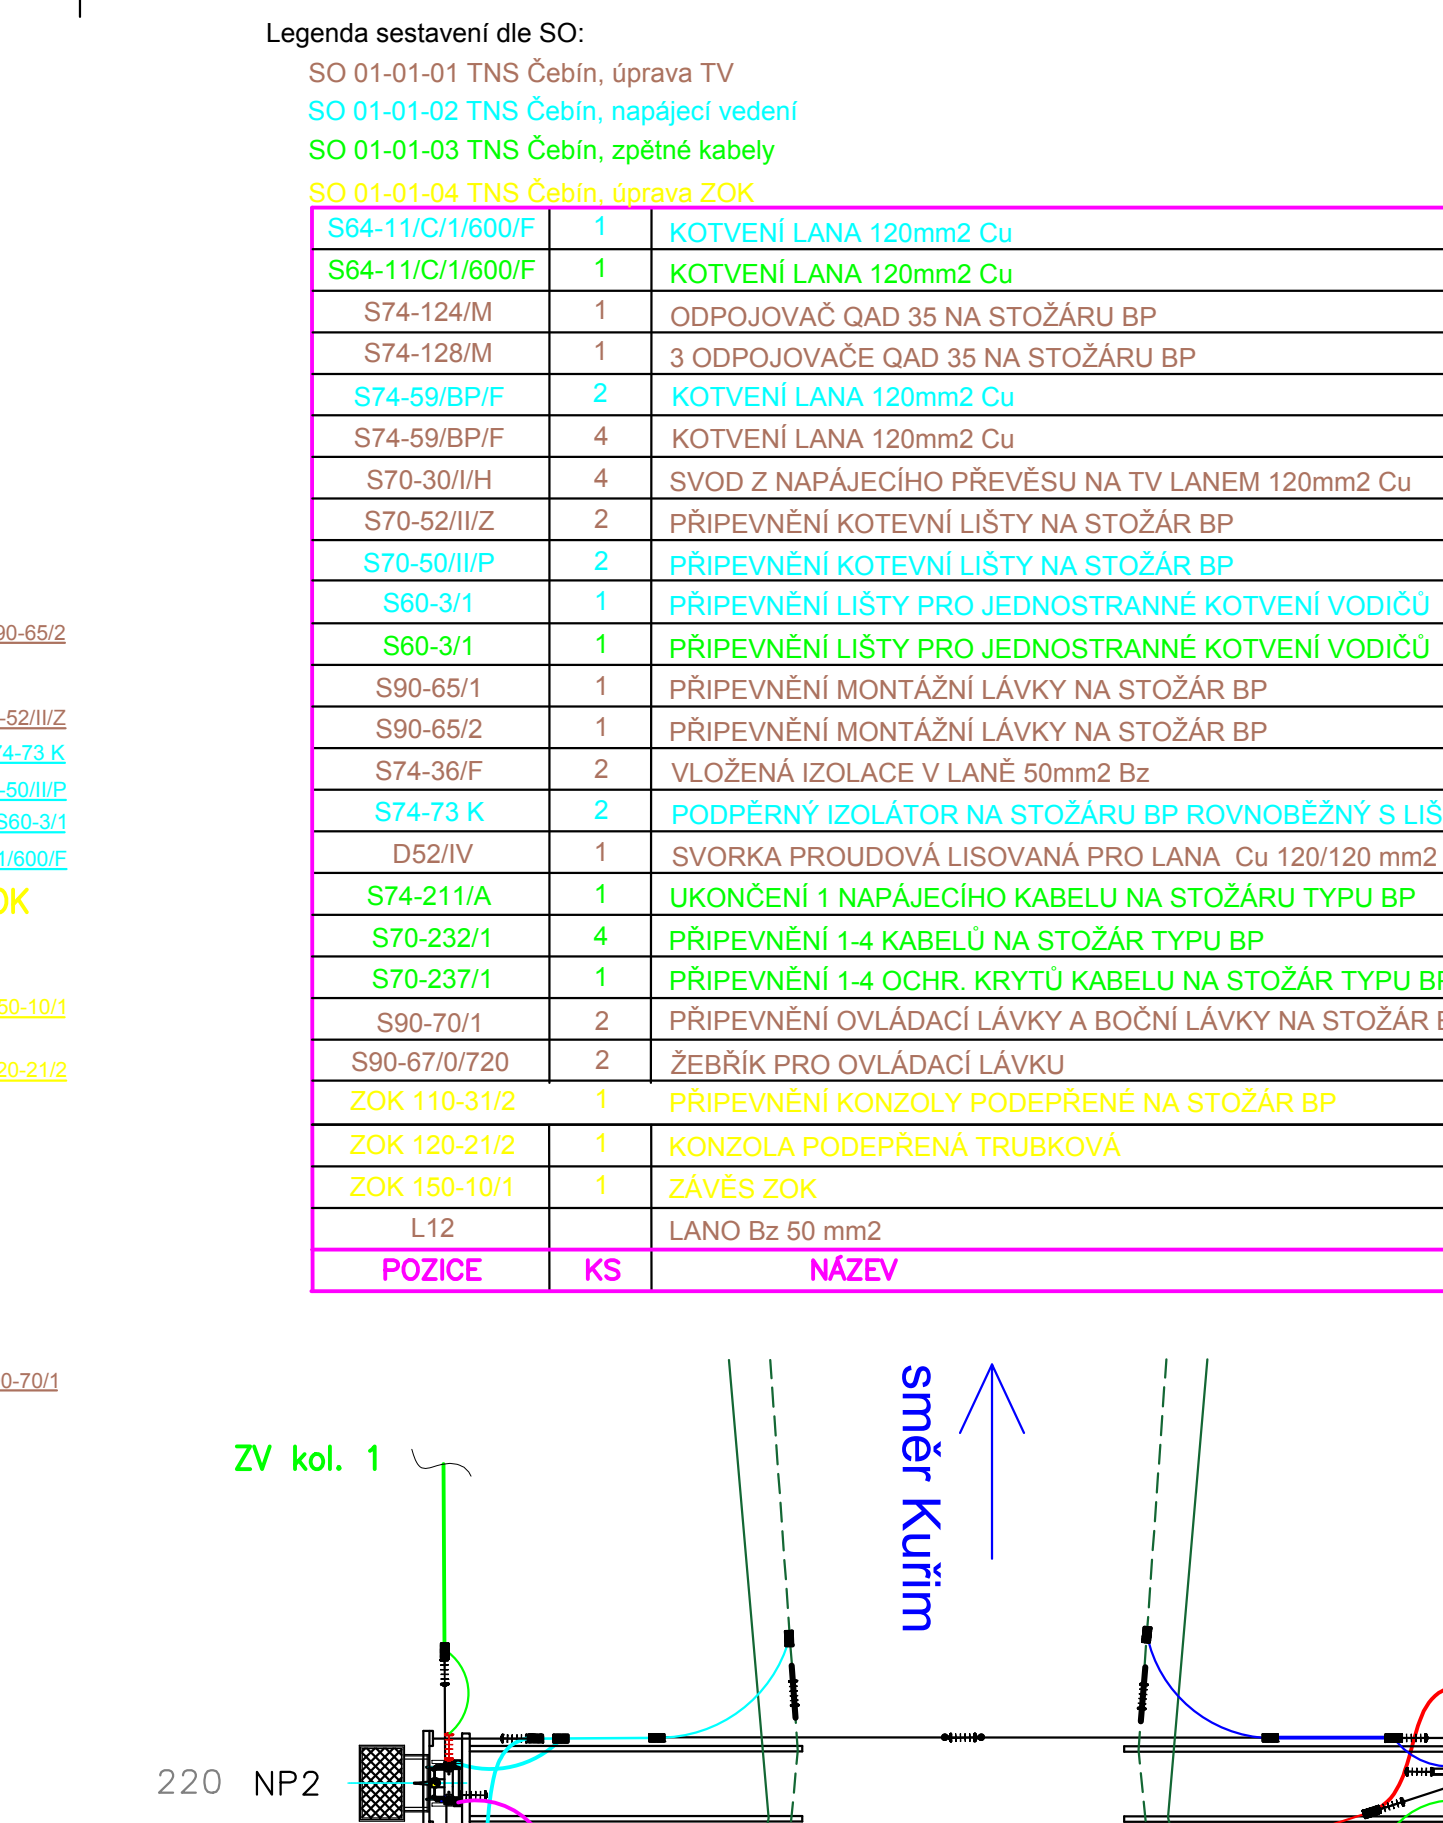 Legenda sestavení dle SO:
SO 01-01-01 TNS Čebín, úprava TV
SO 01-01-02 TNS Čebín, napájecí vedení
SO 01-01-03 TNS Čebín, zpětné kabely
SO 01-01-04 TNS Čebín, úprava ZOK
S64-11/C/1/600/F 1 KOTVENÍ LANA 120mm2 Cu
S64-11/C/1/600/F 1 KOTVENÍ LANA 120mm2 Cu
S74-124/M 1 ODPOJOVAČ QAD 35 NA STOŽÁRU BP
S74-128/M 1 3 ODPOJOVAČE QAD 35 NA STOŽÁRU BP
S74-59/BP/F 2 KOTVENÍ LANA 120mm2 Cu
S74-59/BP/F 4 KOTVENÍ LANA 120mm2 Cu
S70-30/I/H 4 SVOD Z NAPÁJECÍHO PŘEVĚSU NA TV LANEM 120mm2 Cu
S70-52/II/Z 2 PŘIPEVNĚNÍ KOTEVNÍ LIŠTY NA STOŽÁR BP
S70-50/II/P 2 PŘIPEVNĚNÍ KOTEVNÍ LIŠTY NA STOŽÁR BP
S60-3/1 1 PŘIPEVNĚNÍ LIŠTY PRO JEDNOSTRANNÉ KOTVENÍ VODIČŮ
S60-3/1 1 PŘIPEVNĚNÍ LIŠTY PRO JEDNOSTRANNÉ KOTVENÍ VODIČŮ
S90-65/1 1 PŘIPEVNĚNÍ MONTÁŽNÍ LÁVKY NA STOŽÁR BP
S90-65/2 1 PŘIPEVNĚNÍ MONTÁŽNÍ LÁVKY NA STOŽÁR BP
S74-36/F 2 VLOŽENÁ IZOLACE V LANĚ 50mm2 Bz
S74-73 K 2 PODPĚRNÝ IZOLÁTOR NA STOŽÁRU BP ROVNOBĚŽNÝ S LIŠ
D52/IV 1 SVORKA PROUDOVÁ LISOVANÁ PRO LANA Cu 120/120 mm2
S74-211/A 1 UKONČENÍ 1 NAPÁJECÍHO KABELU NA STOŽÁRU TYPU BP
S70-232/1 4 PŘIPEVNĚNÍ 1-4 KABELŮ NA STOŽÁR TYPU BP
S70-237/1 1 PŘIPEVNĚNÍ 1-4 OCHR. KRYTŮ KABELU NA STOŽÁR TYPU BP
S90-70/1 2 PŘIPEVNĚNÍ OVLÁDACÍ LÁVKY A BOČNÍ LÁVKY NA STOŽÁR
S90-67/0/720 2 ŽEBŘÍK PRO OVLÁDACÍ LÁVKU
ZOK 110-31/2 1 PŘIPEVNĚNÍ KONZOLY PODEPŘENÉ NA STOŽÁR BP
ZOK 120-21/2 1 KONZOLA PODEPŘENÁ TRUBKOVÁ
ZOK 150-10/1 1 ZÁVĚS ZOK
L12 LANO Bz 50 mm2
POZICE KS NÁZEV
90-65/2
-52/II/Z
74-73 K
-50/II/P
S60-3/1
1/600/F
OK
50-10/1
20-21/2
0-70/1
ZV kol. 1
směr Kuřim
220 NP2